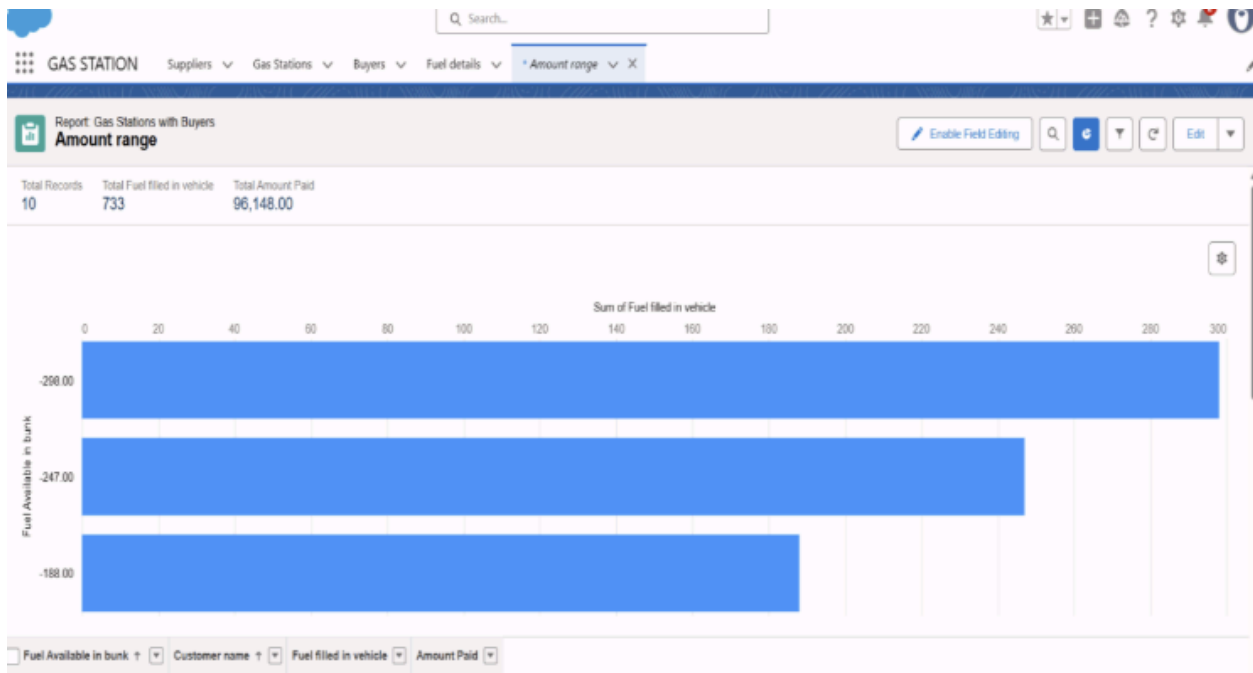 Search...
GAS STATION Suppliers Gas Stations Buyers Fuel details * Amount range
Report: Gas Stations with Buyers
Amount range
Enable Field Editing
Edit
Total Records Total Fuel filled in vehicle Total Amount Paid
10 733 96,148.00
Sum of Fuel filled in vehicle
0 20 40 60 80 100 120 140 160 180 200 220 240 260 280 300
Fuel Available in bunk
-298.00
-247.00
-188.00
Fuel Available in bunk ↑ Customer name ↑ Fuel filled in vehicle Amount Paid